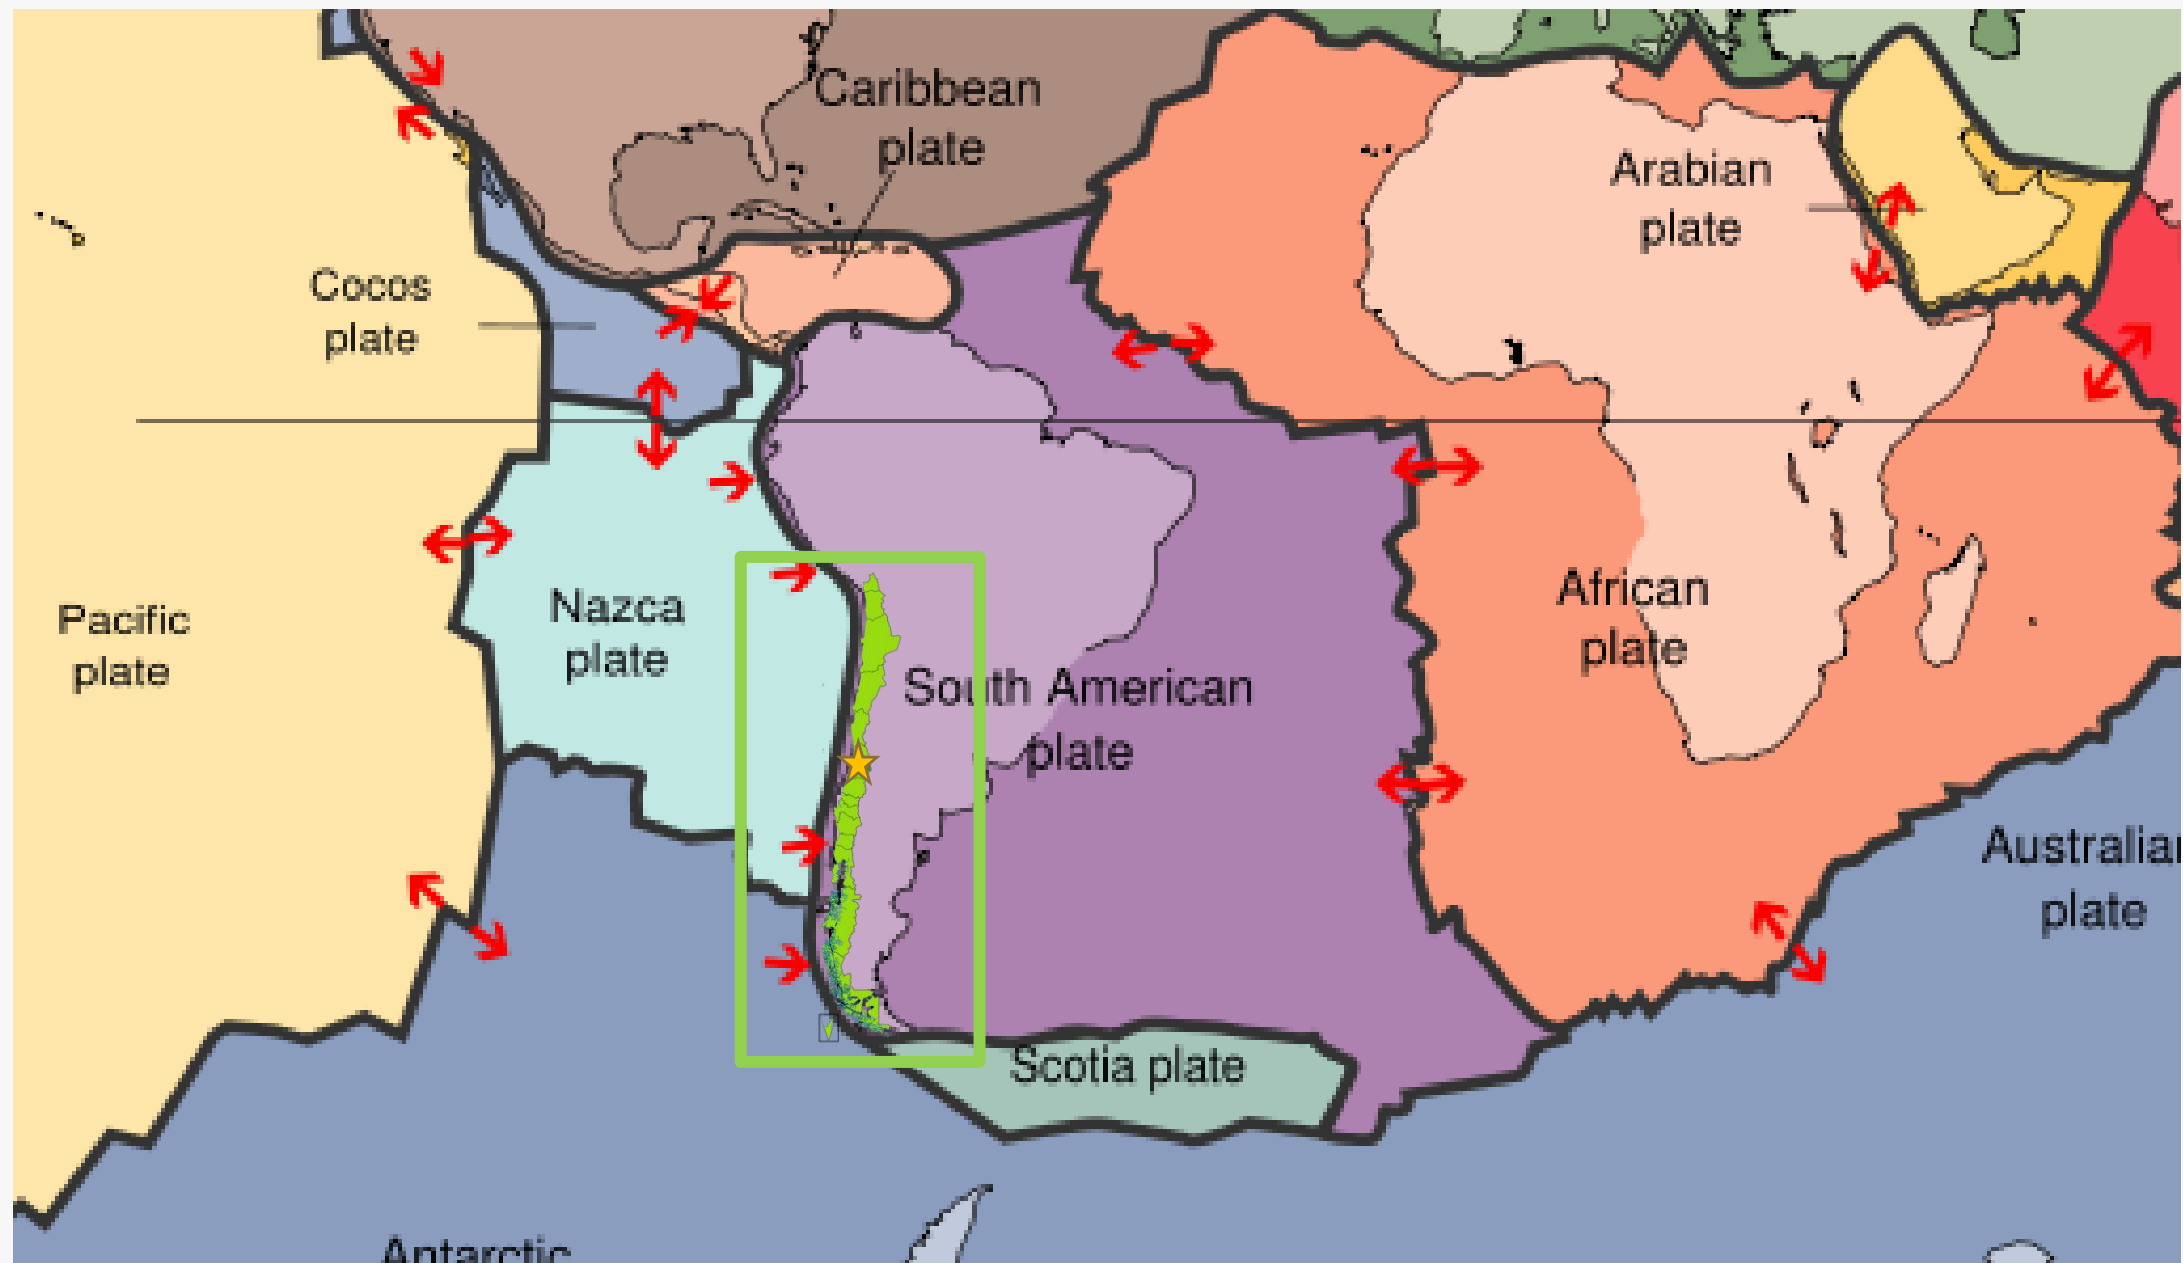 Caribbean
plate
Arabian
plate
Cocos
plate
Nazca
plate
Pacific
plate
South American
plate
African
plate
Australian
plate
Scotia plate
Antarctic